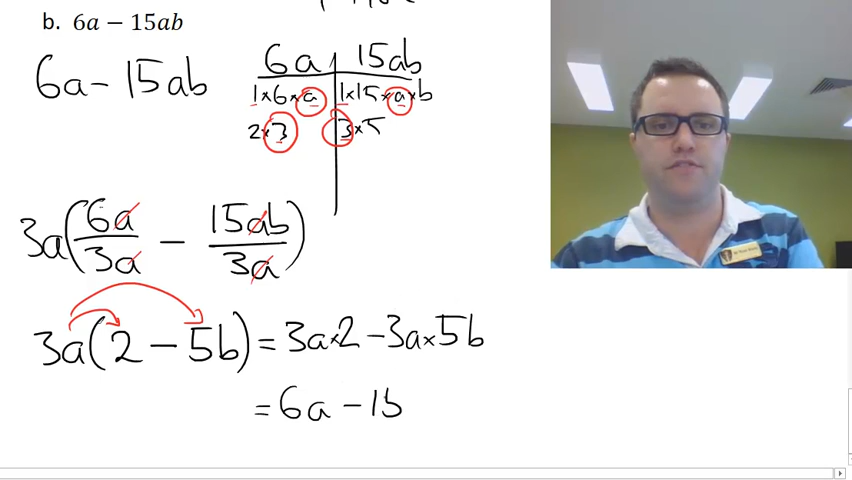 b. 6a − 15ab
6a − 15ab
6a 15ab
1×6×a 1×15×a×b
2×3 3×5
3a(6a/3a − 15ab/3a)
3a(2 − 5b) = 3a×2 − 3a×5b
= 6a − 15